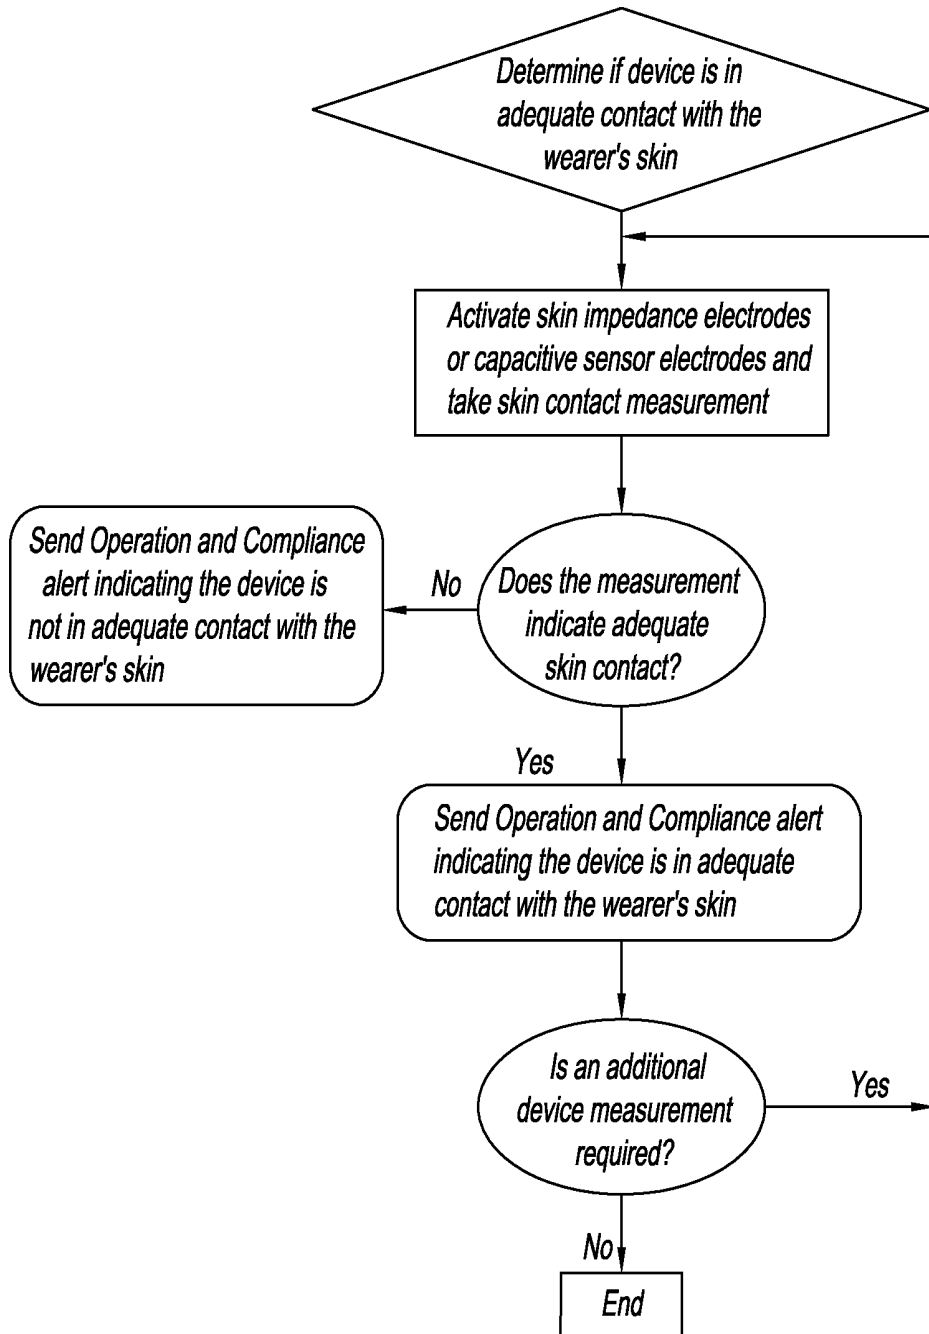 Determine if device is in
adequate contact with the
wearer's skin
Activate skin impedance electrodes
or capacitive sensor electrodes and
take skin contact measurement
Send Operation and Compliance
alert indicating the device is
not in adequate contact with the
wearer's skin
No
Does the measurement
indicate adequate
skin contact?
Yes
Send Operation and Compliance alert
indicating the device is in adequate
contact with the wearer's skin
Is an additional
device measurement
required?
Yes
No
End